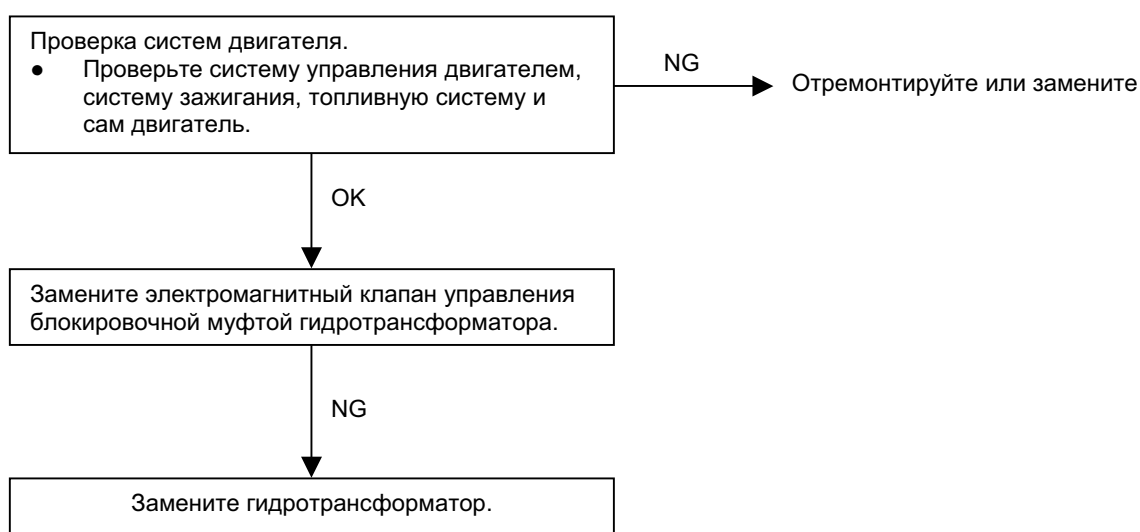 Проверка систем двигателя.
● Проверьте систему управления двигателем,
систему зажигания, топливную систему и
сам двигатель.
NG
Отремонтируйте или замените
OK
Замените электромагнитный клапан управления
блокировочной муфтой гидротрансформатора.
NG
Замените гидротрансформатор.